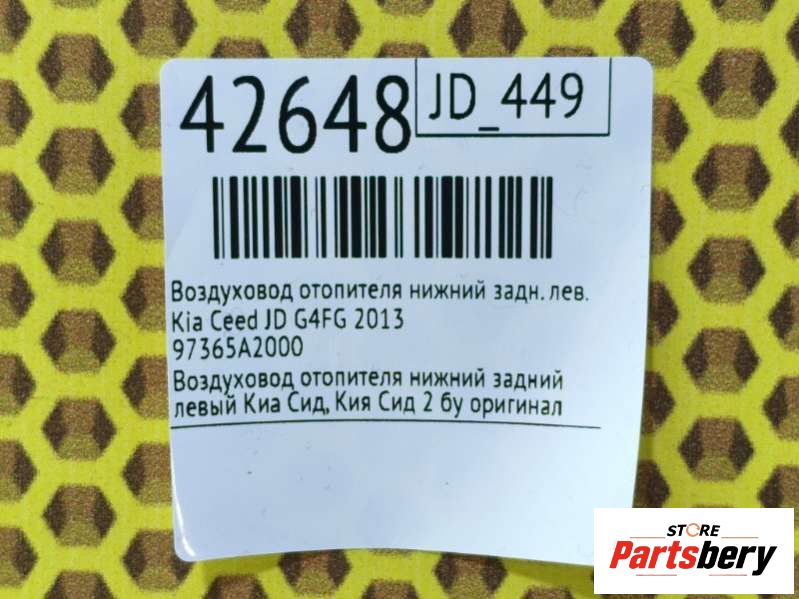 42648
JD_449
Воздуховод отопителя нижний задн. лев.
Kia Ceed JD G4FG 2013
97365A2000
Воздуховод отопителя нижний задний
левый Киа Сид, Кия Сид 2 бу оригинал
STORE
Partsbery